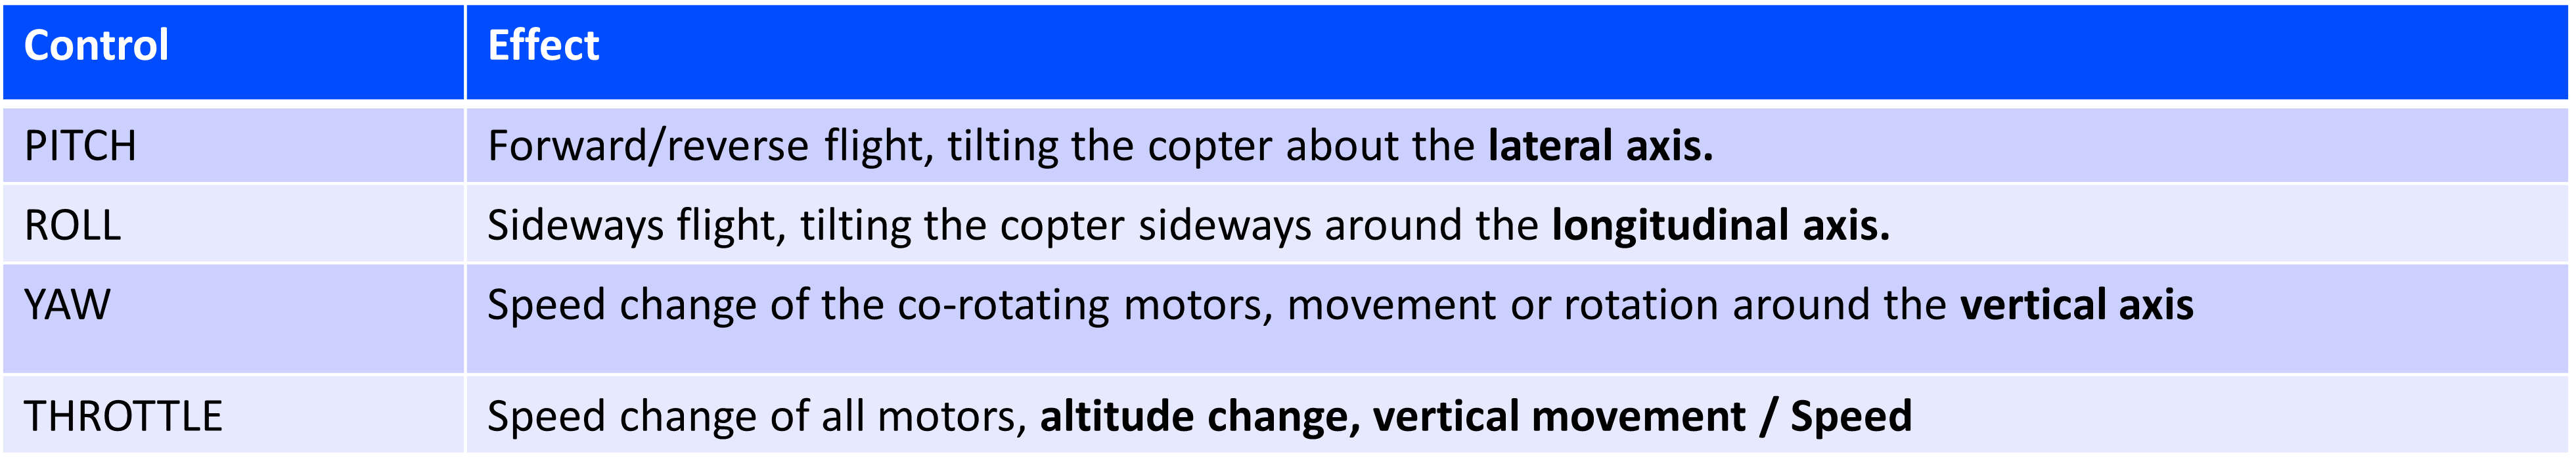 Control Effect
PITCH Forward/reverse flight, tilting the copter about the lateral axis.
ROLL Sideways flight, tilting the copter sideways around the longitudinal axis.
YAW Speed change of the co-rotating motors, movement or rotation around the vertical axis
THROTTLE Speed change of all motors, altitude change, vertical movement / Speed